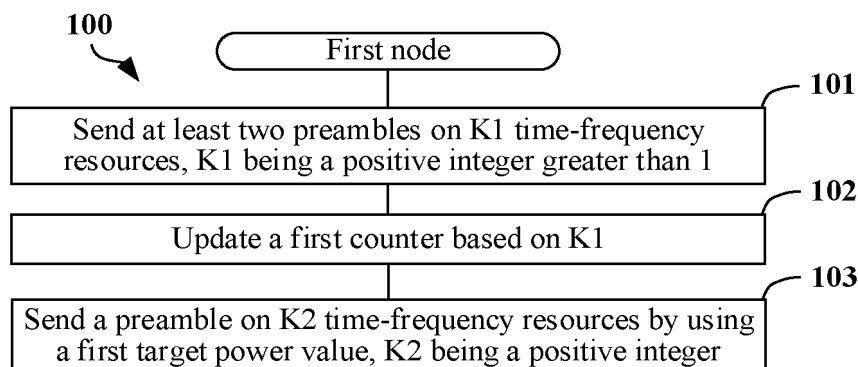 100
First node
101
Send at least two preambles on K1 time-frequency
resources, K1 being a positive integer greater than 1
102
Update a first counter based on K1
103
Send a preamble on K2 time-frequency resources by using
a first target power value, K2 being a positive integer